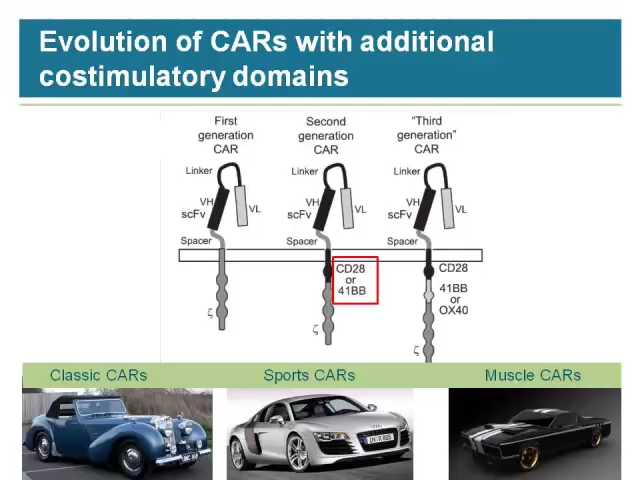 Evolution of CARs with additional
costimulatory domains
First
generation
CAR
Second
generation
CAR
"Third
generation"
CAR
Linker
VH
scFv
VL
Spacer
ζ
Linker
VH
scFv
VL
Spacer
CD28
or
41BB
ζ
Linker
VH
scFv
VL
Spacer
CD28
41BB
or
OX40
ζ
Classic CARs
Sports CARs
Muscle CARs